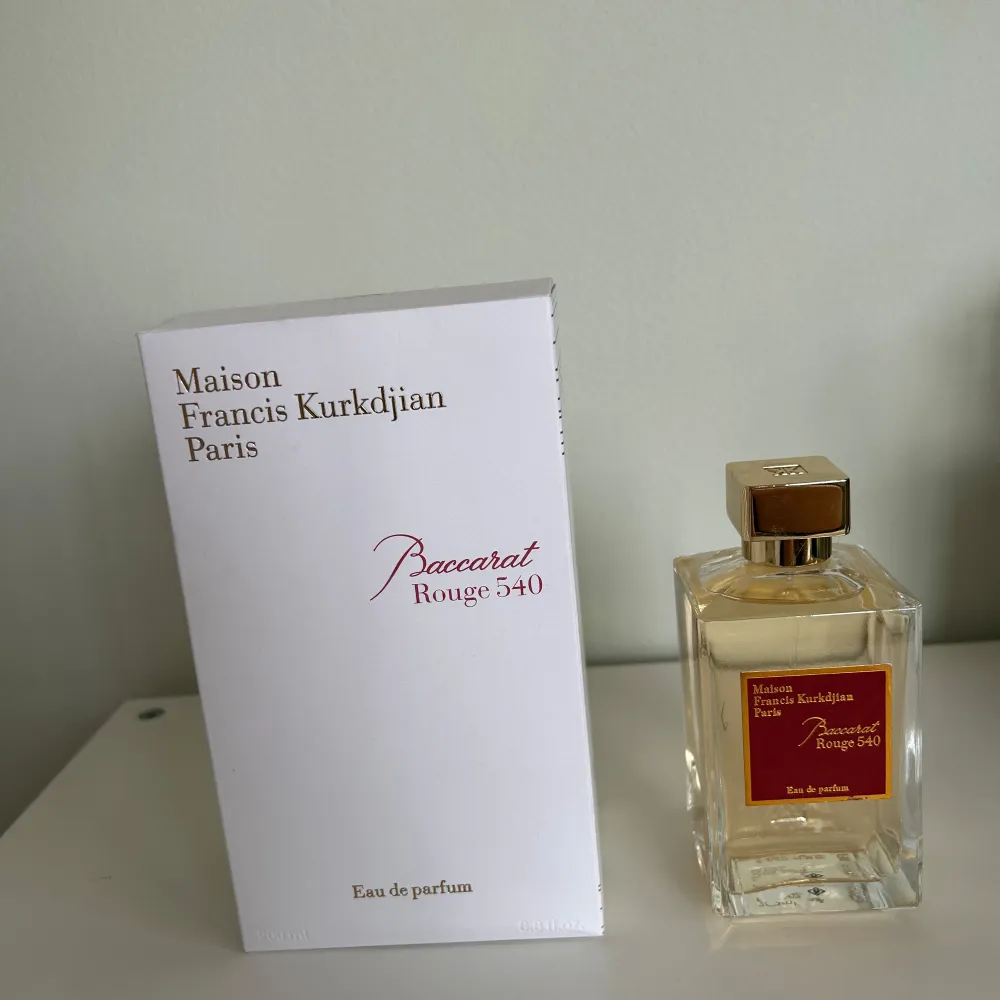 Maison
Francis Kurkdjian
Paris
Baccarat
Rouge 540
Eau de parfum
Maison
Francis Kurkdjian
Paris
Baccarat
Rouge 540
Eau de parfum